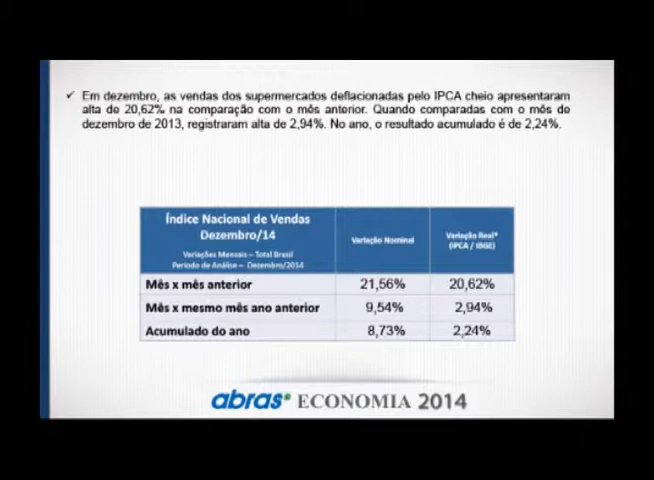 ✓ Em dezembro, as vendas dos supermercados deflacionadas pelo IPCA cheio apresentaram
alta de 20,62% na comparação com o mês anterior. Quando comparadas com o mês de
dezembro de 2013, registraram alta de 2,94%. No ano, o resultado acumulado é de 2,24%.
Índice Nacional de Vendas
Dezembro/14
Variações Mensais – Total Brasil
Período de Análise – Dezembro/2014
Variação Nominal
Variação Real*
(IPCA / IBGE)
Mês x mês anterior 21,56% 20,62%
Mês x mesmo mês ano anterior 9,54% 2,94%
Acumulado do ano 8,73% 2,24%
abras ECONOMIA 2014